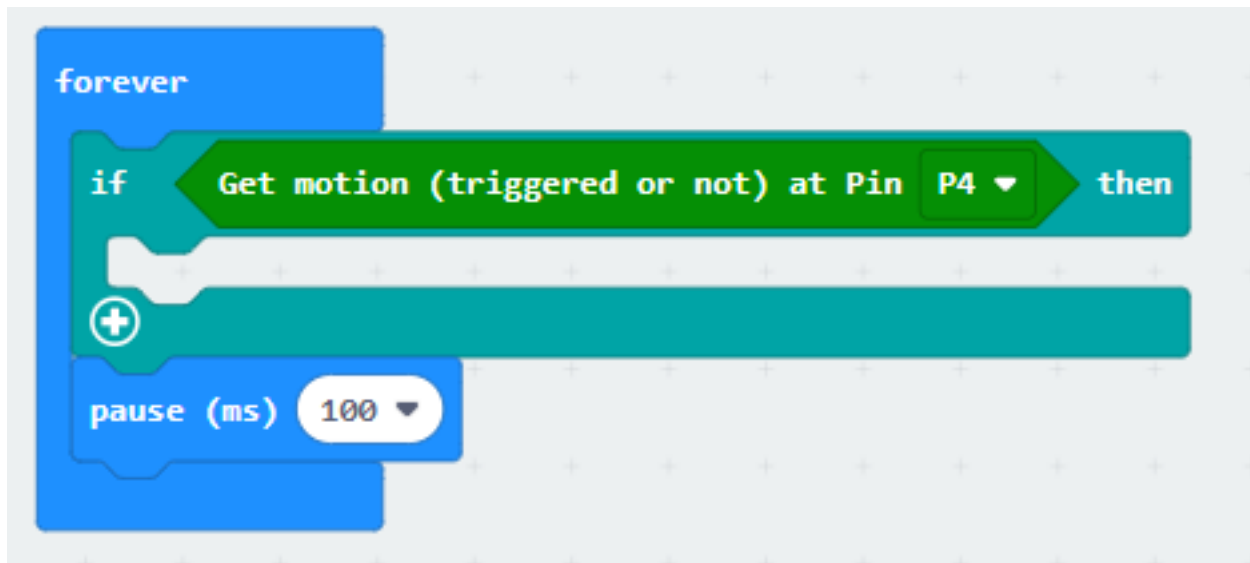 forever
if Get motion (triggered or not) at Pin P4 then
pause (ms) 100